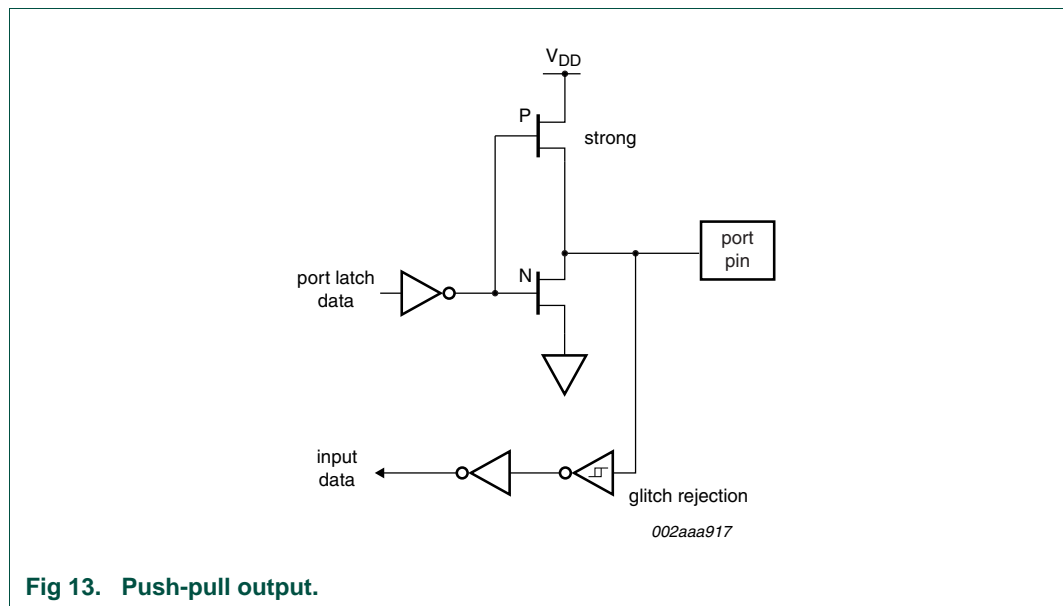 VDD
P
strong
port
pin
N
port latch
data
input
data
glitch rejection
002aaa917
Fig 13. Push-pull output.